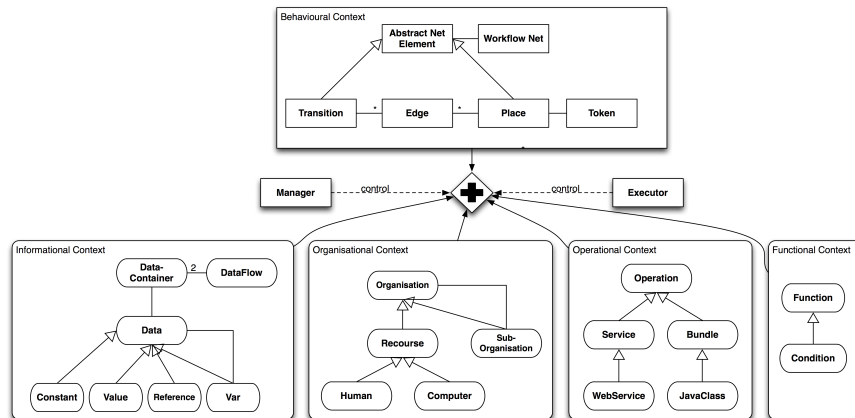 Behavioural Context
Abstract Net
Element
Workflow Net
Transition
*
Edge
*
Place
Token
Manager
control
control
Executor
Informational Context
Data-
Container
2
DataFlow
Data
Constant
Value
Reference
Var
Organisational Context
Organisation
Recourse
Sub-
Organisation
Human
Computer
Operational Context
Operation
Service
Bundle
WebService
JavaClass
Functional Context
Function
Condition